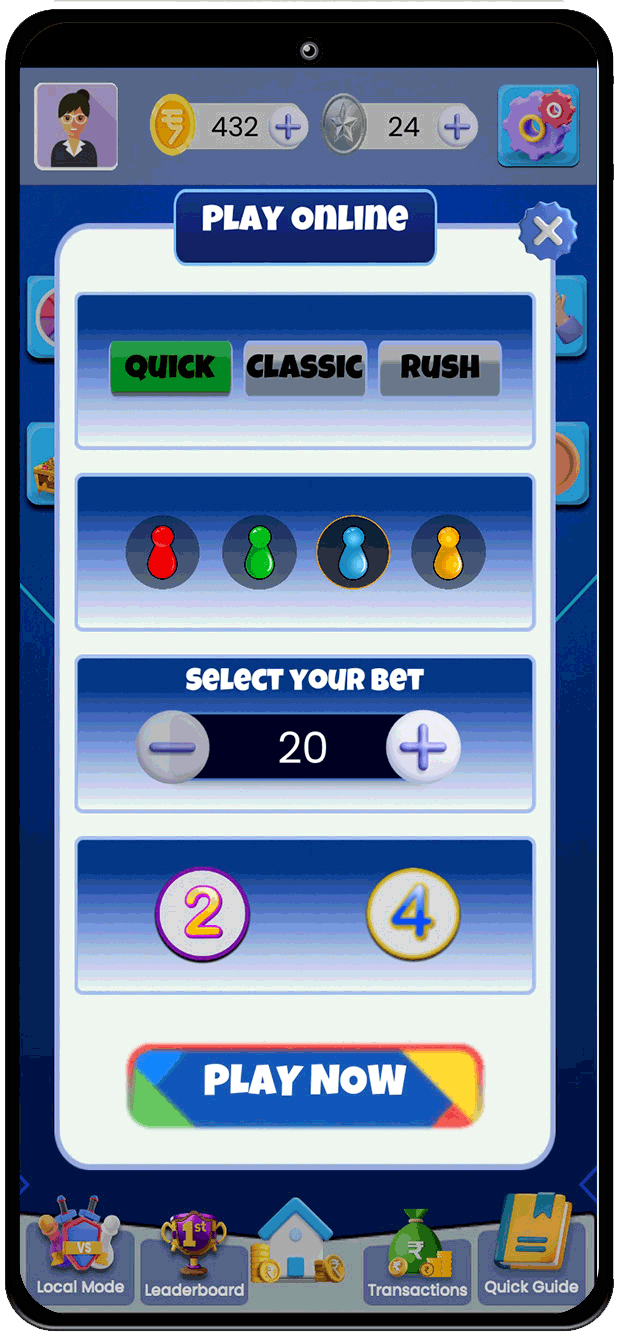 432
24
PLAY ONLINE
QUICK
CLASSIC
RUSH
SELECT YOUR BET
20
2
4
PLAY NOW
VS
1st
Local Mode
Leaderboard
Transactions
Quick Guide